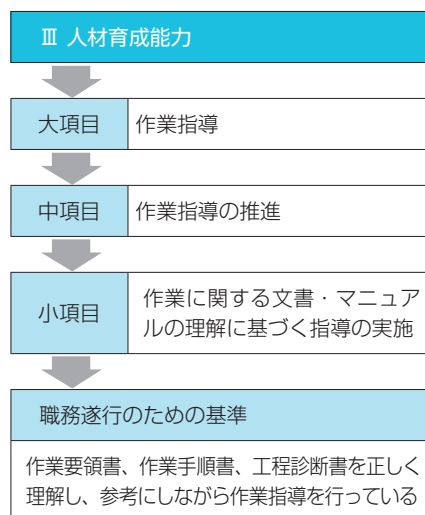 Ⅲ 人材育成能力
大項目 作業指導
中項目 作業指導の推進
小項目 作業に関する文書・マニュア
ルの理解に基づく指導の実施
職務遂行のための基準
作業要領書、作業手順書、工程診断書を正しく
理解し、参考にしながら作業指導を行っている